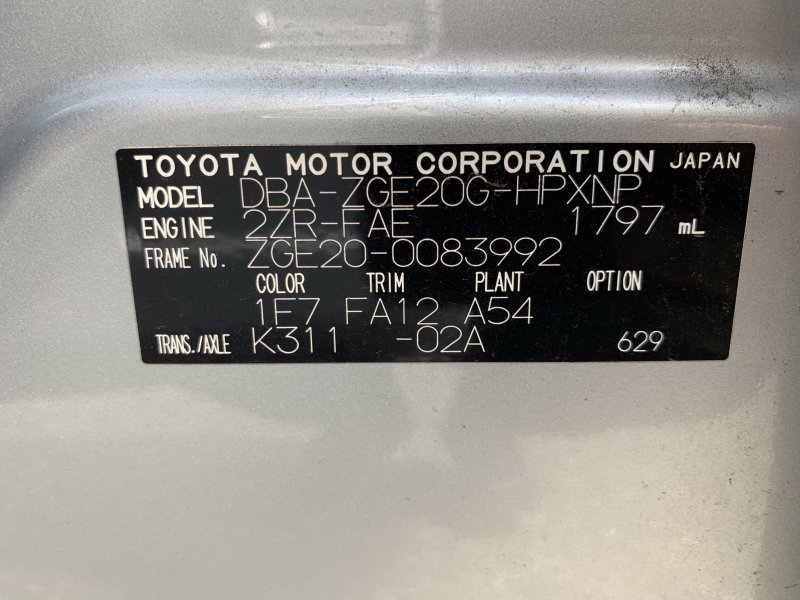 TOYOTA MOTOR CORPORATION JAPAN
MODEL DBA-ZGE20G-HPXNP
ENGINE 2ZR-FAE 1797 mL
FRAME No. ZGE20-0083992
COLOR TRIM PLANT OPTION
1E7 FA12 A54
TRANS./AXLE K311 -02A 629